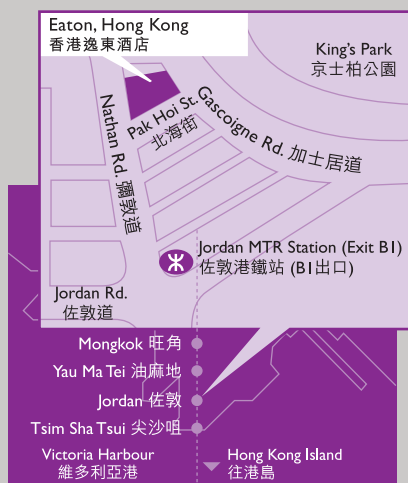 Eaton, Hong Kong
香港逸東酒店
King's Park
京士柏公園
Pak Hoi St.
北海街
Gascoigne Rd. 加士居道
Nathan Rd. 彌敦道
Jordan MTR Station (Exit B1)
佐敦港鐵站 (B1出口)
Jordan Rd.
佐敦道
Mongkok 旺角
Yau Ma Tei 油麻地
Jordan 佐敦
Tsim Sha Tsui 尖沙咀
Victoria Harbour
維多利亞港
Hong Kong Island
往港島